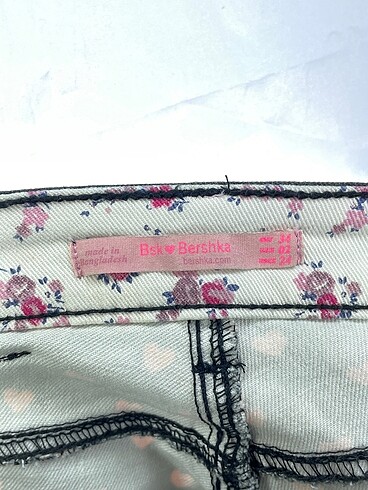 made in
Bangladesh
Bsk♥Bershka
bershka.com
EUR 34
USA 02
MEX 24